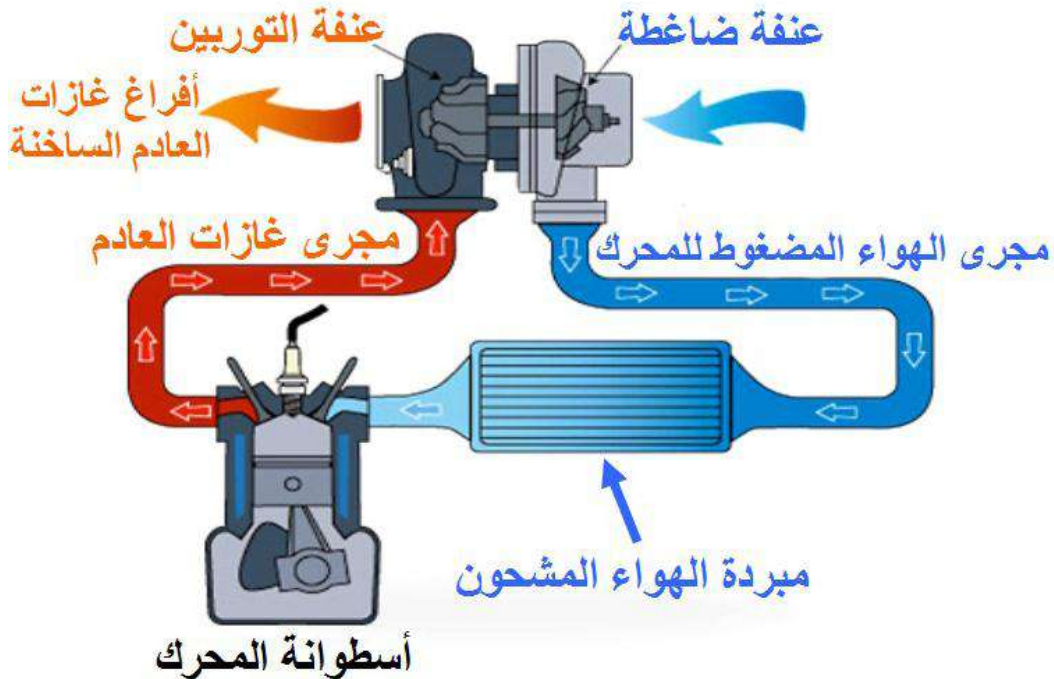 عنفة ضاغطة
عنفة التوربين
أفراغ غازات
العادم الساخنة
مجرى غازات العادم
مجرى الهواء المضغوط للمحرك
مبردة الهواء المشحون
أسطوانة المحرك